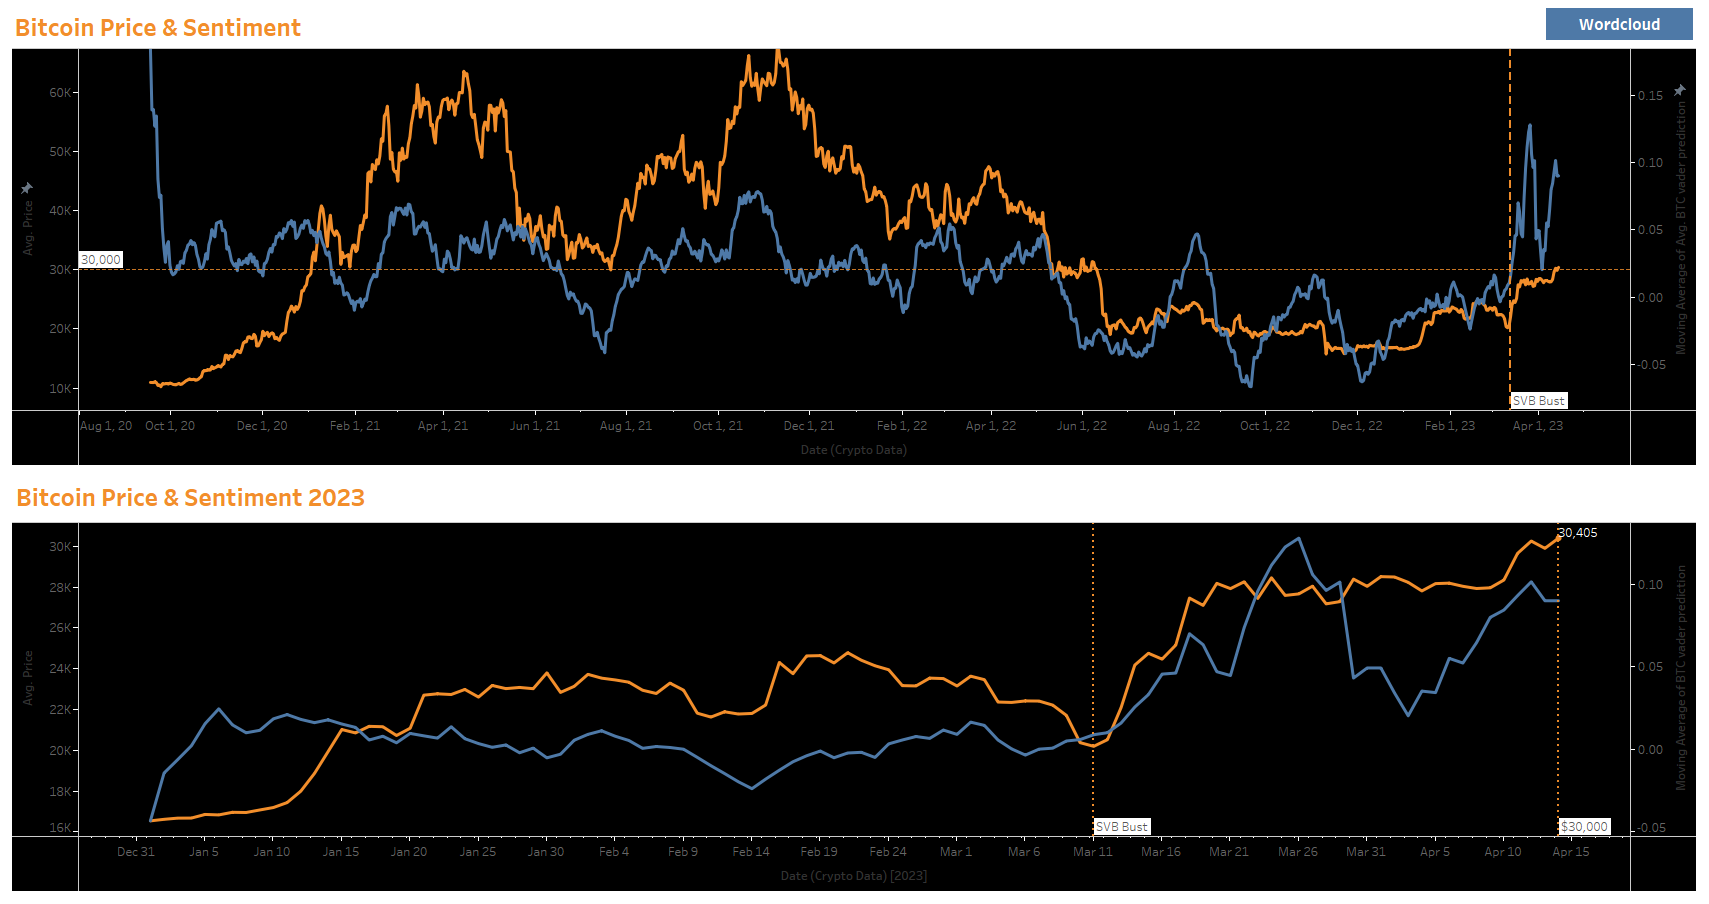 Bitcoin Price & Sentiment
Wordcloud
60K
50K
40K
30K
20K
10K
Avg. Price
30,000
0.15
0.10
0.05
0.00
-0.05
Moving Average of Avg. BTC vader prediction
SVB Bust
Aug 1, 20 Oct 1, 20 Dec 1, 20 Feb 1, 21 Apr 1, 21 Jun 1, 21 Aug 1, 21 Oct 1, 21 Dec 1, 21 Feb 1, 22 Apr 1, 22 Jun 1, 22 Aug 1, 22 Oct 1, 22 Dec 1, 22 Feb 1, 23 Apr 1, 23
Date (Crypto Data)
Bitcoin Price & Sentiment 2023
30K
28K
26K
24K
22K
20K
18K
16K
Avg. Price
30,405
0.10
0.05
0.00
-0.05
Moving Average of BTC vader prediction
SVB Bust
$30,000
Dec 31 Jan 5 Jan 10 Jan 15 Jan 20 Jan 25 Jan 30 Feb 4 Feb 9 Feb 14 Feb 19 Feb 24 Mar 1 Mar 6 Mar 11 Mar 16 Mar 21 Mar 26 Mar 31 Apr 5 Apr 10 Apr 15
Date (Crypto Data) [2023]